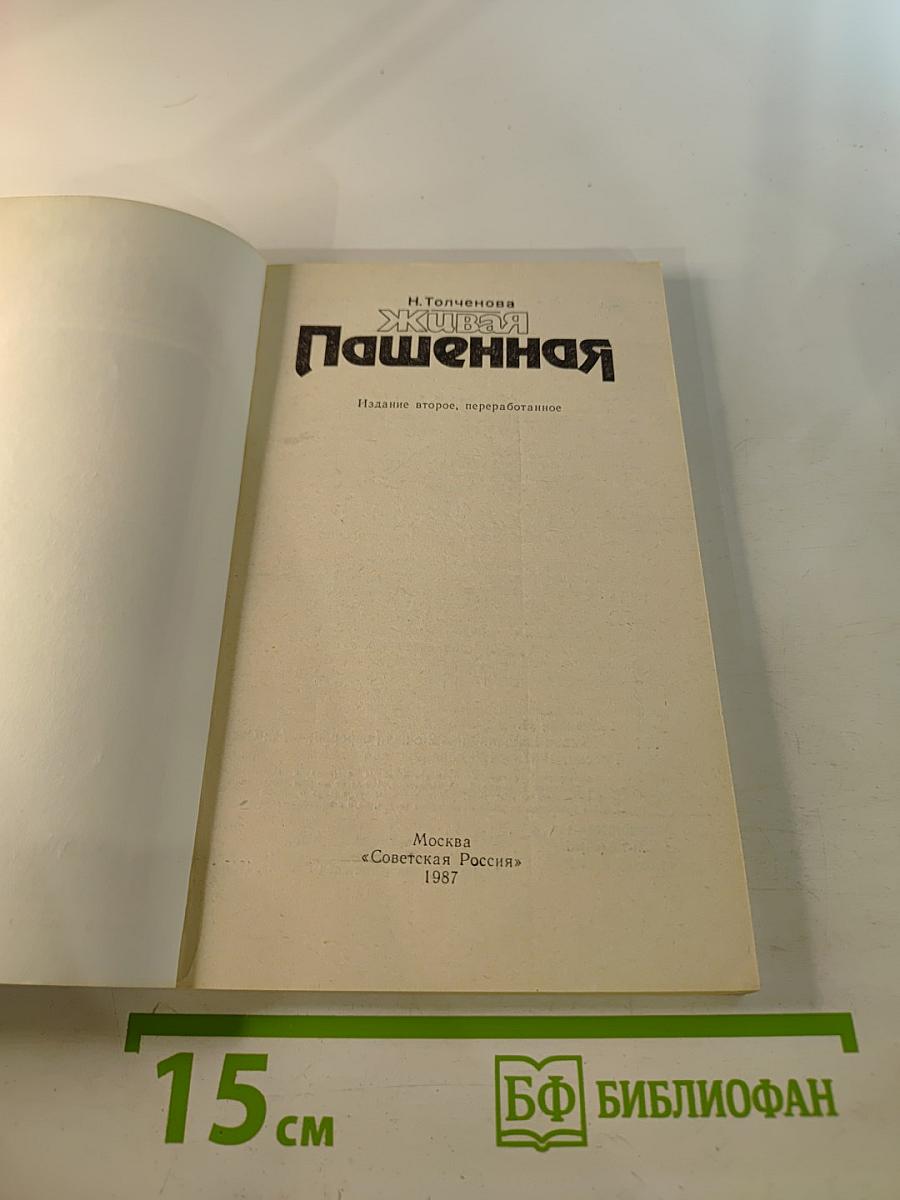 Н. Толченова
Живая
Пашенная
Издание второе, переработанное
Москва
«Советская Россия»
1987
15 см
БФ БИБЛИОФАН